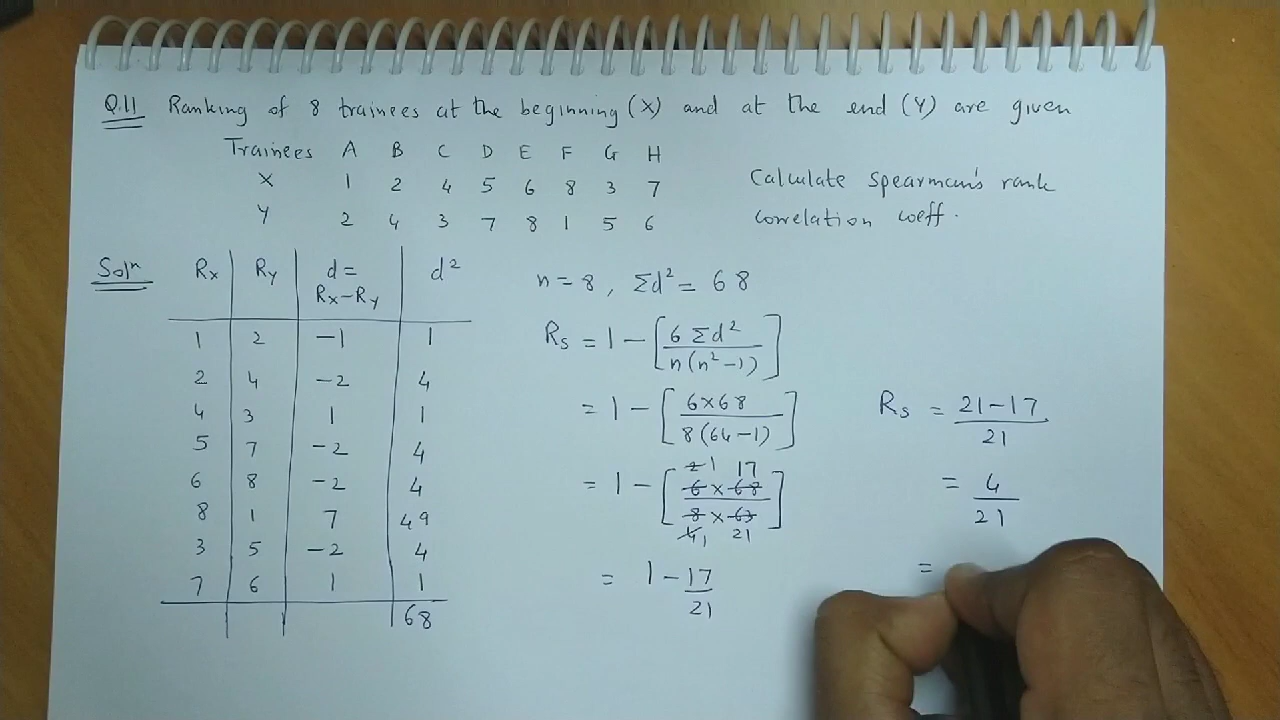 Q.11 Ranking of 8 trainees at the beginning (X) and at the end (Y) are given
Trainees A B C D E F G H
X 1 2 4 5 6 8 3 7
Y 2 4 3 7 8 1 5 6
Calculate Spearman's rank
correlation coeff.
Solⁿ
Rx Ry d = Rx-Ry d²
1 2 -1 1
2 4 -2 4
4 3 1 1
5 7 -2 4
6 8 -2 4
8 1 7 49
3 5 -2 4
7 6 1 1
68
n = 8, Σd² = 68
Rs = 1 - [6 Σd² / n(n²-1)]
= 1 - [6×68 / 8(64-1)]
21 17
= 1 - [6×68 / 8×63]
41 21
= 1 - 17/21
Rs = 21-17 / 21
= 4/21
=